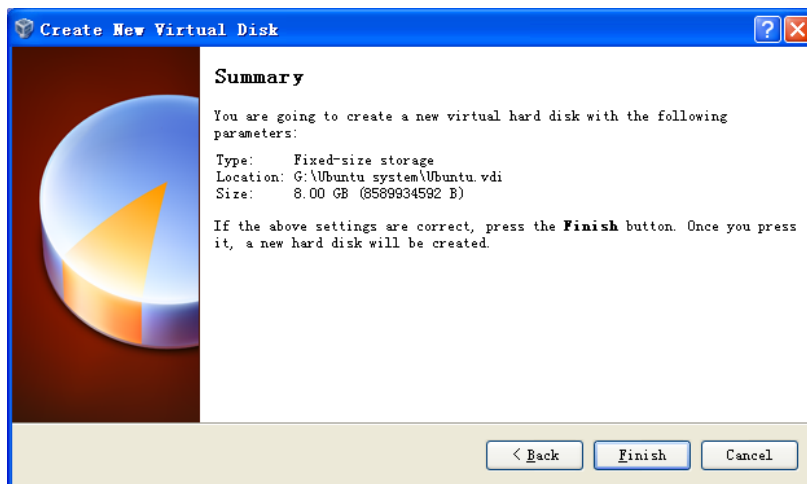 Create New Virtual Disk
Summary
You are going to create a new virtual hard disk with the following
parameters:
Type: Fixed-size storage
Location: G:\Ubuntu system\Ubuntu.vdi
Size: 8.00 GB (8589934592 B)
If the above settings are correct, press the Finish button. Once you press
it, a new hard disk will be created.
< Back Finish Cancel